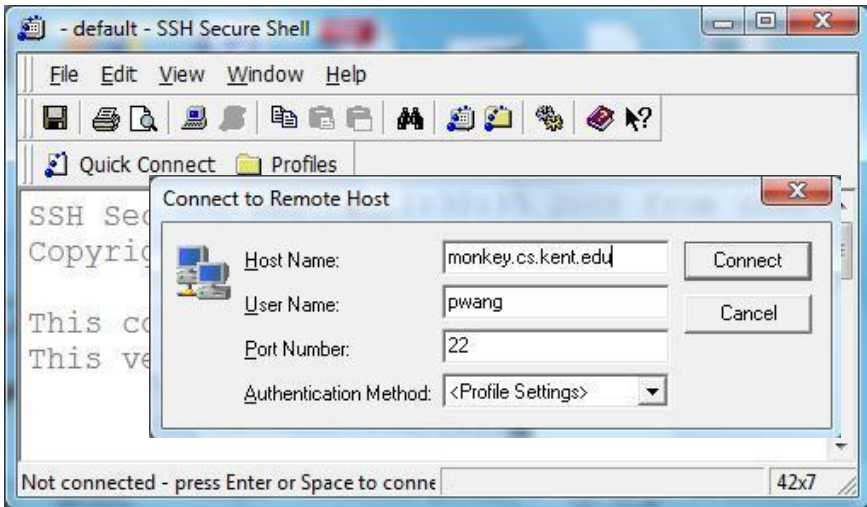 - default - SSH Secure Shell
File Edit View Window Help
Quick Connect Profiles
SSH Sec
Copyrig
This co
This ve
Connect to Remote Host
Host Name: monkey.cs.kent.edu
User Name: pwang
Port Number: 22
Authentication Method: <Profile Settings>
Connect
Cancel
Not connected - press Enter or Space to conne
42x7